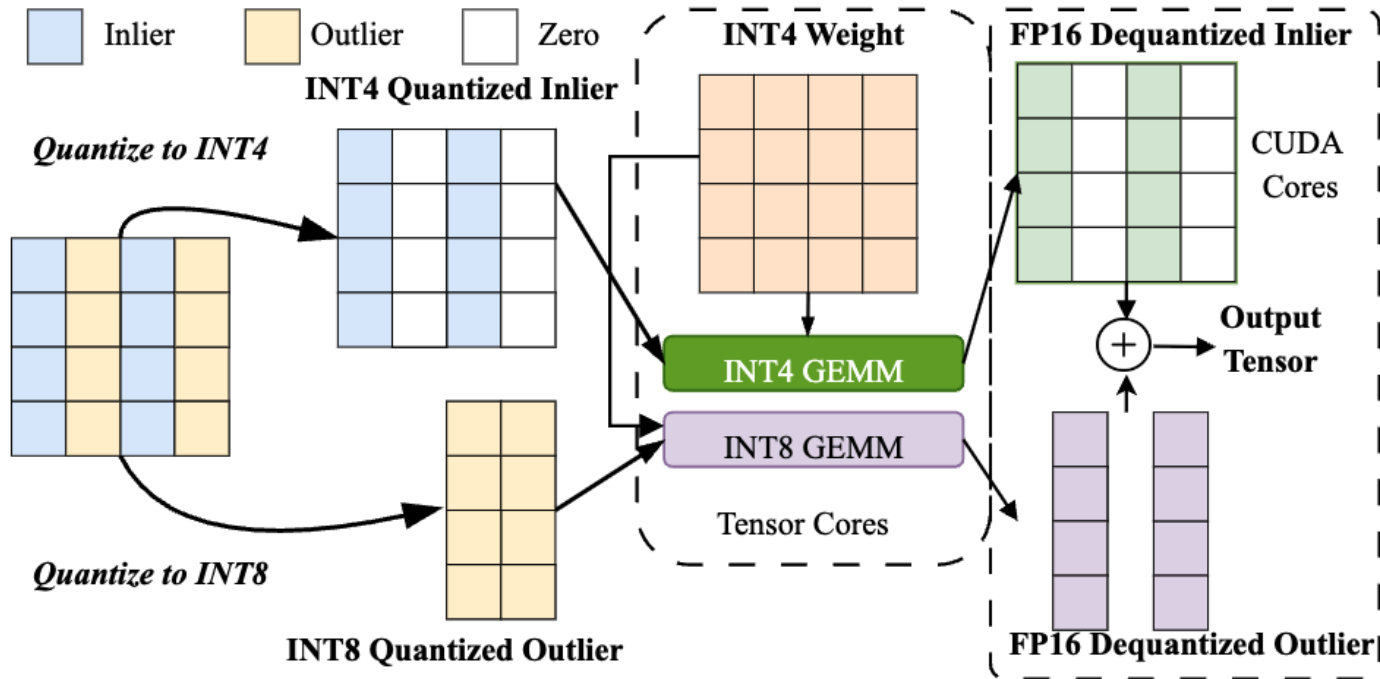 Inlier
Outlier
Zero
INT4 Weight
FP16 Dequantized Inlier
INT4 Quantized Inlier
Quantize to INT4
CUDA
Cores
Output
Tensor
+
INT4 GEMM
INT8 GEMM
Tensor Cores
Quantize to INT8
INT8 Quantized Outlier
FP16 Dequantized Outlier